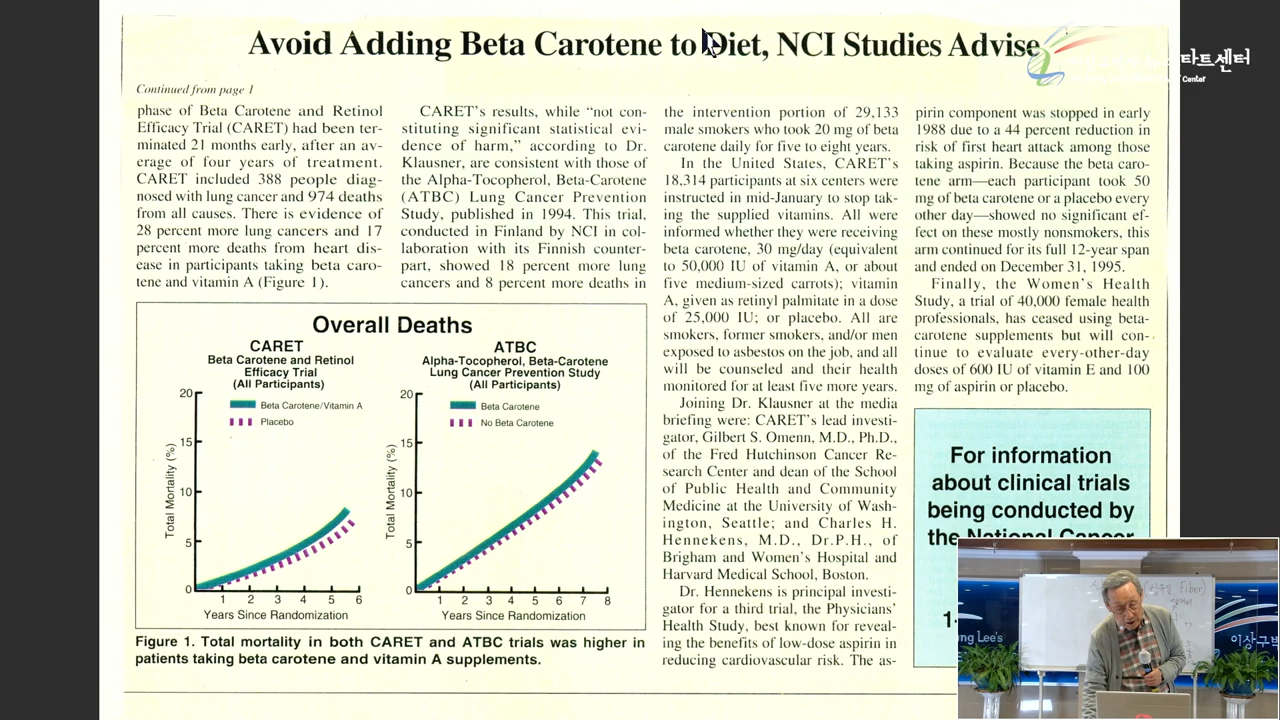 Avoid Adding Beta Carotene to Diet, NCI Studies Advise
타트센터
Center
Continued from page 1
phase of Beta Carotene and Retinol
Efficacy Trial (CARET) had been ter-
minated 21 months early, after an av-
erage of four years of treatment.
CARET included 388 people diag-
nosed with lung cancer and 974 deaths
from all causes. There is evidence of
28 percent more lung cancers and 17
percent more deaths from heart dis-
ease in participants taking beta caro-
tene and vitamin A (Figure 1).
CARET's results, while "not con-
stituting significant statistical evi-
dence of harm," according to Dr.
Klausner, are consistent with those of
the Alpha-Tocopherol, Beta-Carotene
(ATBC) Lung Cancer Prevention
Study, published in 1994. This trial,
conducted in Finland by NCI in col-
laboration with its Finnish counter-
part, showed 18 percent more lung
cancers and 8 percent more deaths in
Overall Deaths
CARET
Beta Carotene and Retinol
Efficacy Trial
(All Participants)
Beta Carotene/Vitamin A
Placebo
Total Mortality (%)
20
15
10
5
0
1 2 3 4 5 6
Years Since Randomization
ATBC
Alpha-Tocopherol, Beta-Carotene
Lung Cancer Prevention Study
(All Participants)
Beta Carotene
No Beta Carotene
Total Mortality (%)
20
15
10
5
0
1 2 3 4 5 6 7 8
Years Since Randomization
Figure 1. Total mortality in both CARET and ATBC trials was higher in
patients taking beta carotene and vitamin A supplements.
the intervention portion of 29,133
male smokers who took 20 mg of beta
carotene daily for five to eight years.
In the United States, CARET's
18,314 participants at six centers were
instructed in mid-January to stop tak-
ing the supplied vitamins. All were
informed whether they were receiving
beta carotene, 30 mg/day (equivalent
to 50,000 IU of vitamin A, or about
five medium-sized carrots); vitamin
A, given as retinyl palmitate in a dose
of 25,000 IU; or placebo. All are
smokers, former smokers, and/or men
exposed to asbestos on the job, and all
will be counseled and their health
monitored for at least five more years.
Joining Dr. Klausner at the media
briefing were: CARET's lead investi-
gator, Gilbert S. Omenn, M.D., Ph.D.,
of the Fred Hutchinson Cancer Re-
search Center and dean of the School
of Public Health and Community
Medicine at the University of Wash-
ington, Seattle; and Charles H.
Hennekens, M.D., Dr.P.H., of
Brigham and Women's Hospital and
Harvard Medical School, Boston.
Dr. Hennekens is principal investi-
gator for a third trial, the Physicians'
Health Study, best known for reveal-
ing the benefits of low-dose aspirin in
reducing cardiovascular risk. The as-
pirin component was stopped in early
1988 due to a 44 percent reduction in
risk of first heart attack among those
taking aspirin. Because the beta caro-
tene arm—each participant took 50
mg of beta carotene or a placebo every
other day—showed no significant ef-
fect on these mostly nonsmokers, this
arm continued for its full 12-year span
and ended on December 31, 1995.
Finally, the Women's Health
Study, a trial of 40,000 female health
professionals, has ceased using beta-
carotene supplements but will con-
tinue to evaluate every-other-day
doses of 600 IU of vitamin E and 100
mg of aspirin or placebo.
For information
about clinical trials
being conducted by
the National Cancer
1-
Fiber)
ng Lee's
이상구박